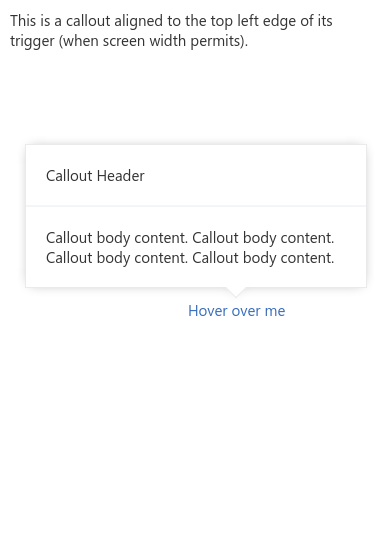 This is a callout aligned to the top left edge of its
trigger (when screen width permits).
Callout Header
Callout body content. Callout body content.
Callout body content. Callout body content.
Hover over me